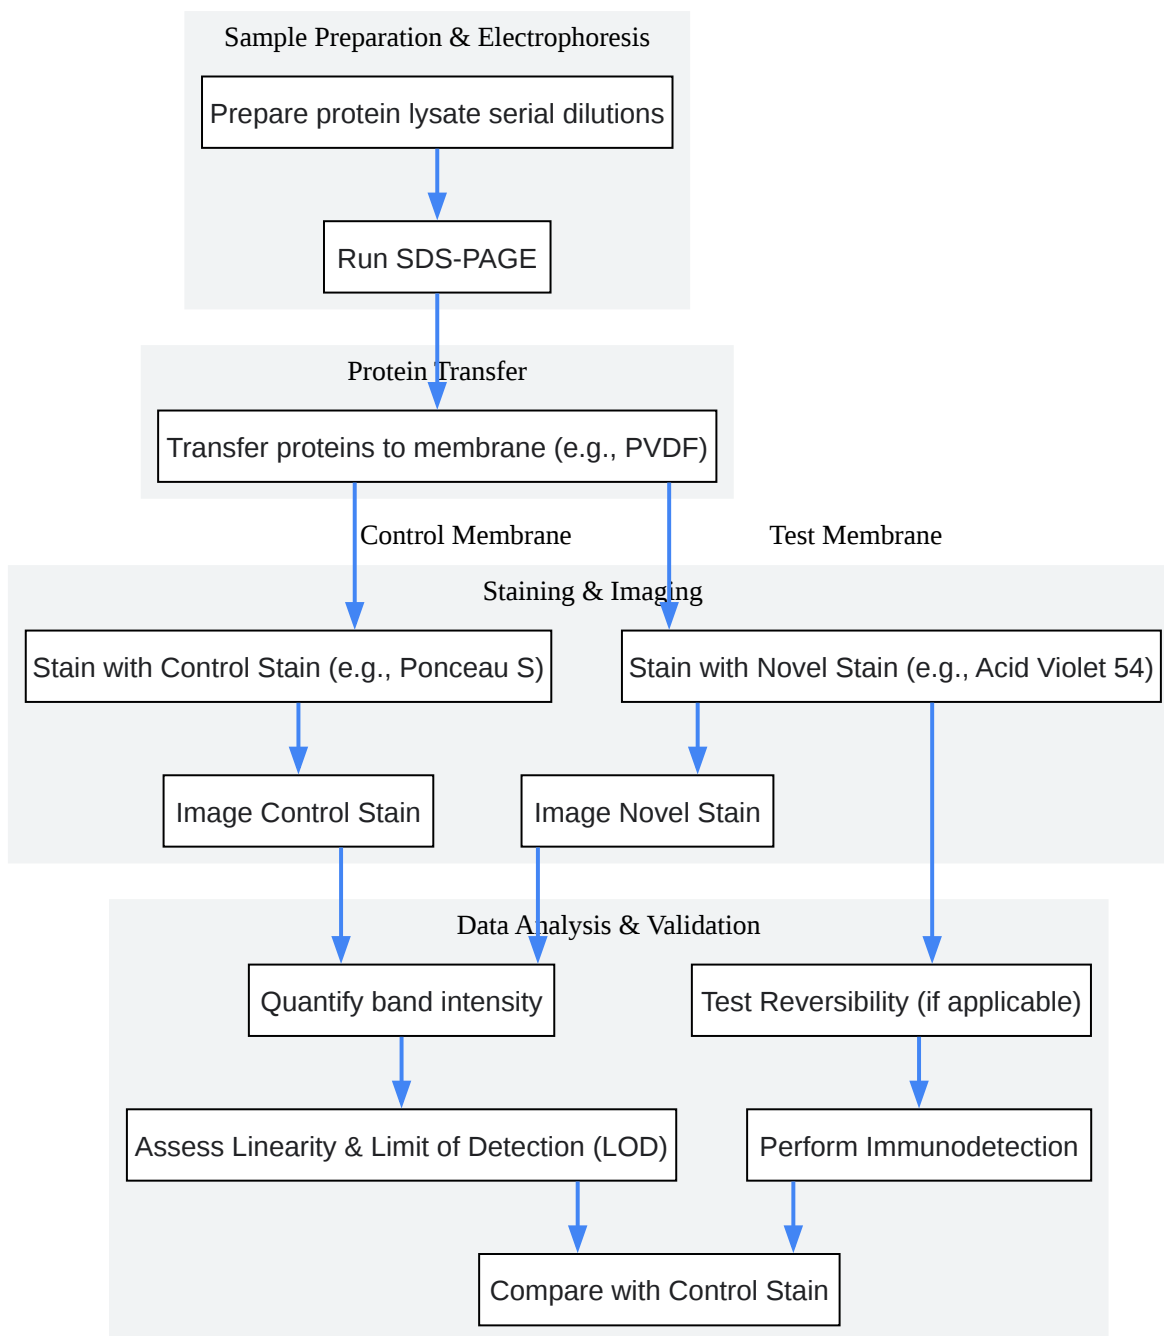 Sample Preparation & Electrophoresis
Prepare protein lysate serial dilutions
Run SDS-PAGE
Protein Transfer
Transfer proteins to membrane (e.g., PVDF)
Control Membrane
Test Membrane
Staining & Imaging
Stain with Control Stain (e.g., Ponceau S)
Stain with Novel Stain (e.g., Acid Violet 54)
Image Control Stain
Image Novel Stain
Data Analysis & Validation
Quantify band intensity
Test Reversibility (if applicable)
Assess Linearity & Limit of Detection (LOD)
Perform Immunodetection
Compare with Control Stain